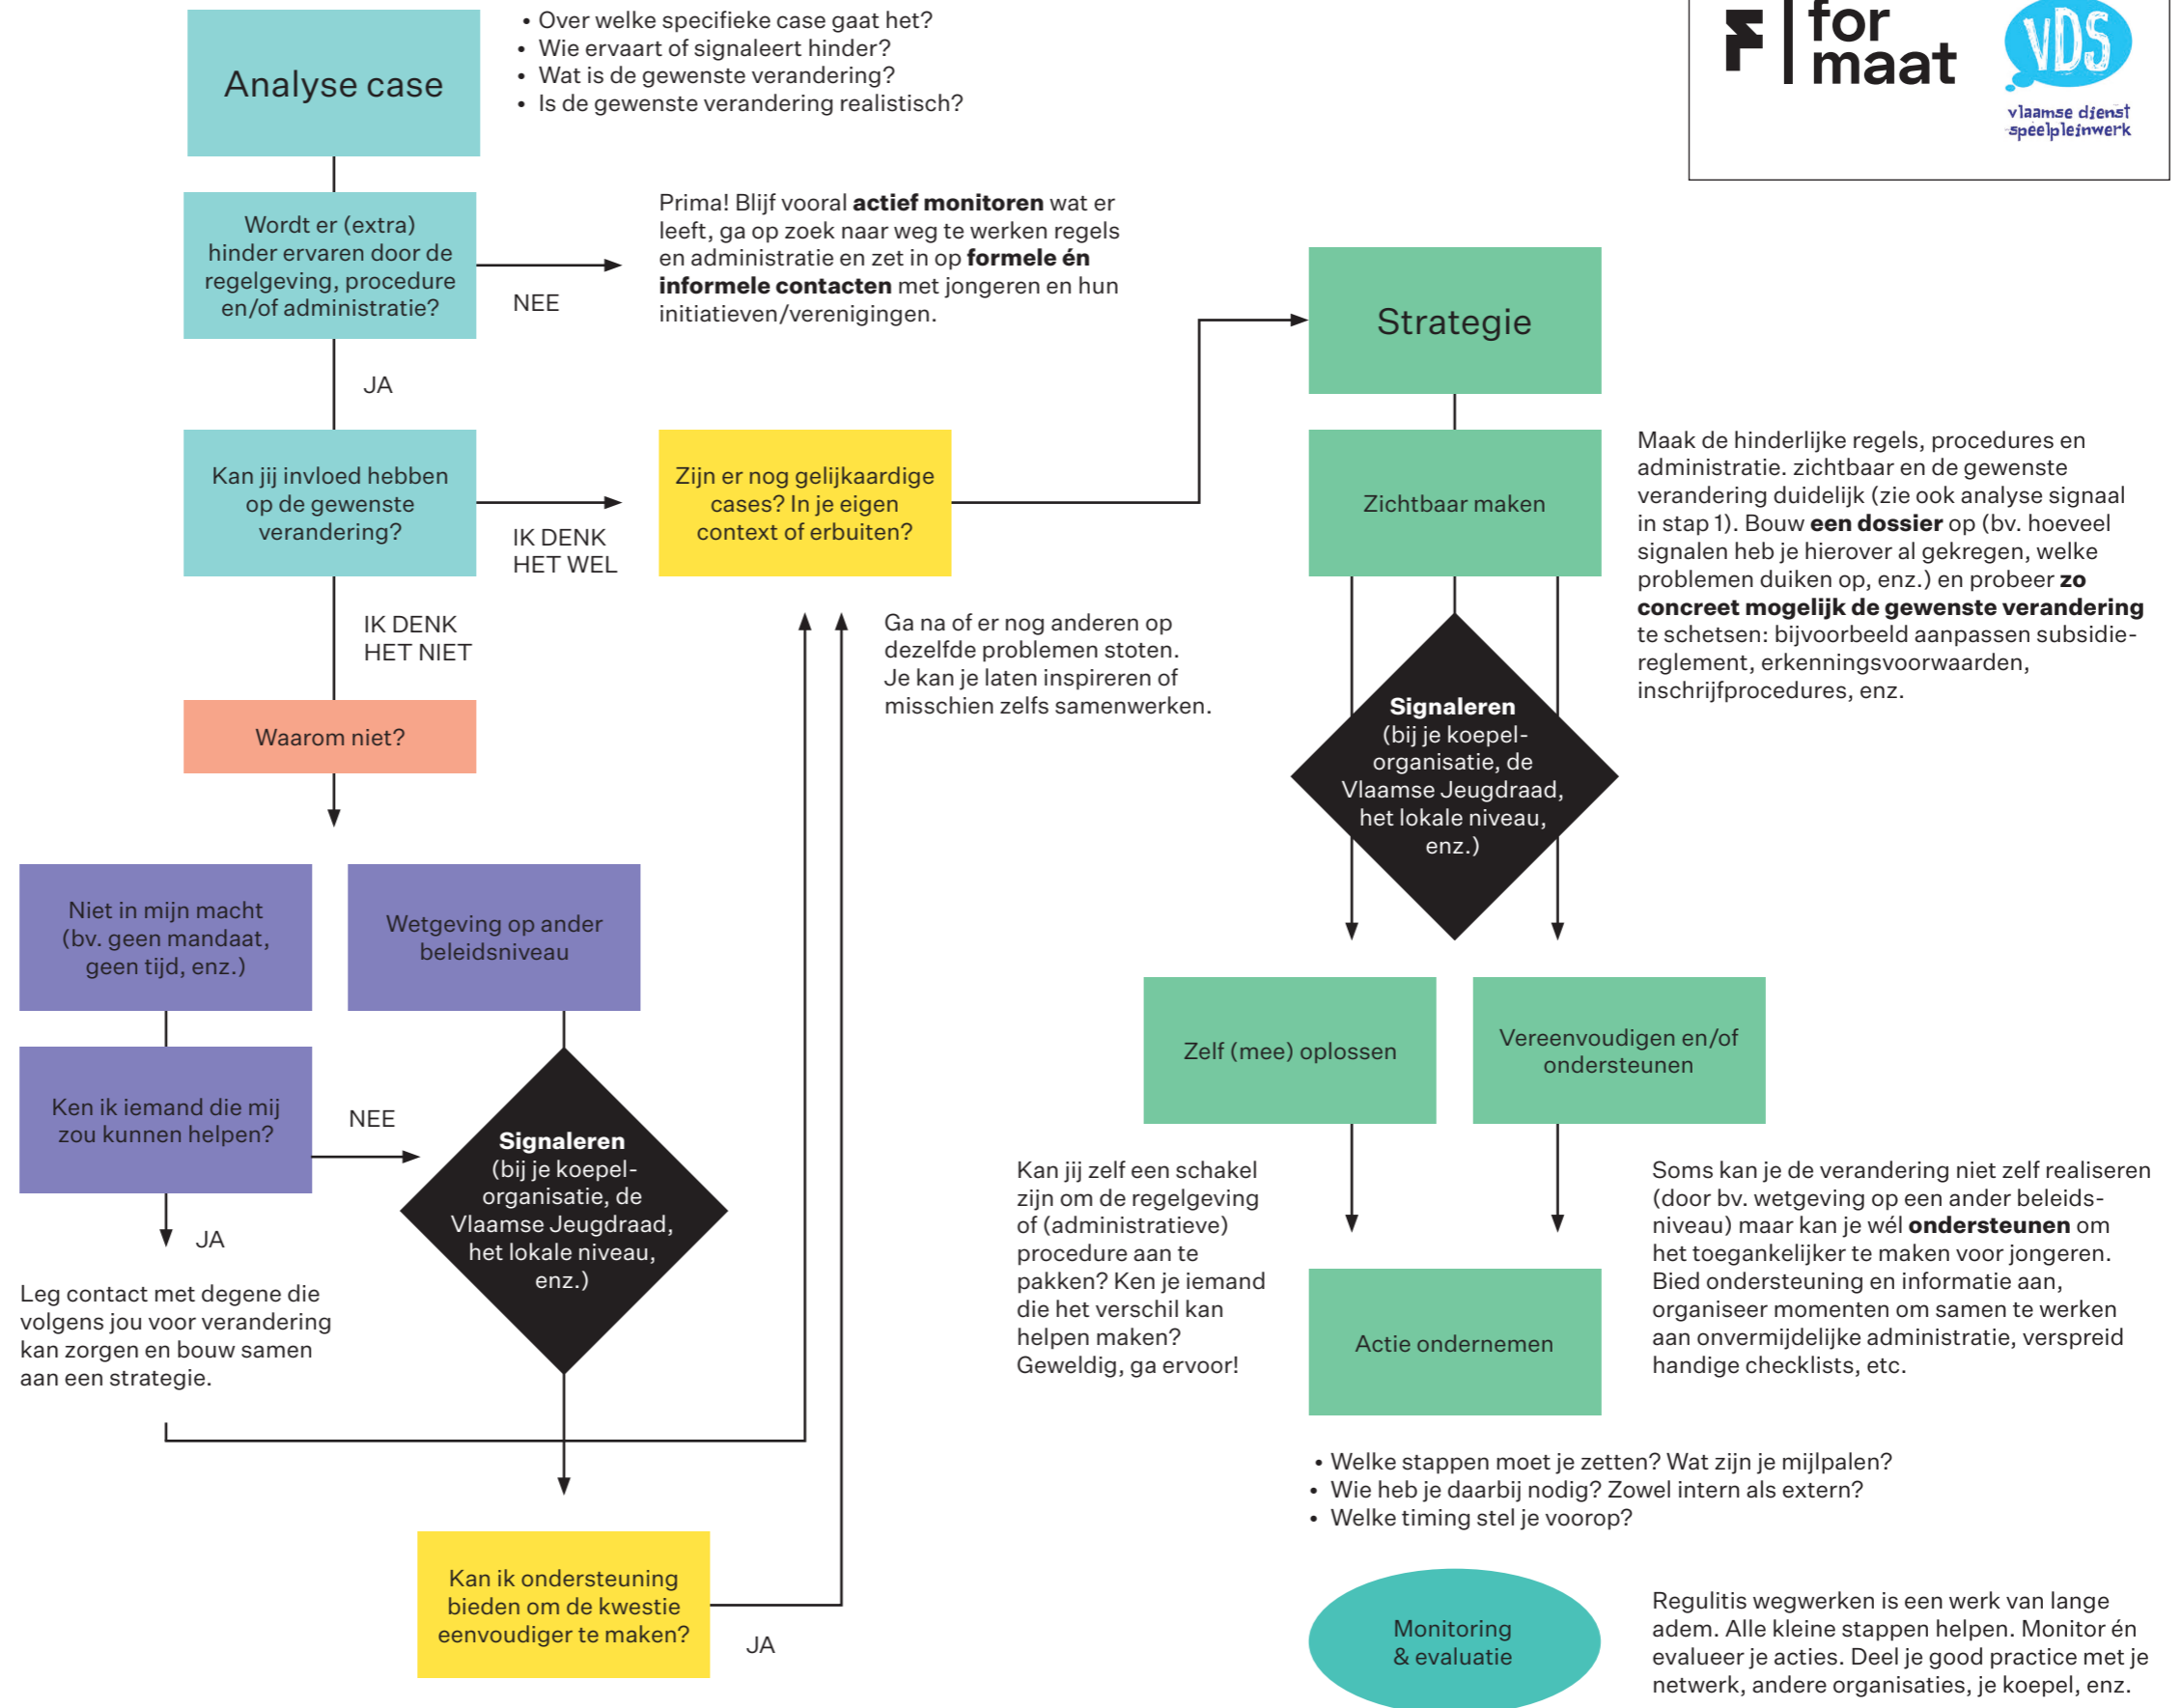 Analyse case
• Over welke specifieke case gaat het?
• Wie ervaart of signaleert hinder?
• Wat is de gewenste verandering?
• Is de gewenste verandering realistisch?
for
maat
VDS
vlaamse dienst
speelpleinwerk
Wordt er (extra)
hinder ervaren door de
regelgeving, procedure
en/of administratie?
NEE
Prima! Blijf vooral actief monitoren wat er
leeft, ga op zoek naar weg te werken regels
en administratie en zet in op formele én
informele contacten met jongeren en hun
initiatieven/verenigingen.
JA
Kan jij invloed hebben
op de gewenste
verandering?
IK DENK
HET WEL
Zijn er nog gelijkaardige
cases? In je eigen
context of erbuiten?
Ga na of er nog anderen op
dezelfde problemen stoten.
Je kan je laten inspireren of
misschien zelfs samenwerken.
IK DENK
HET NIET
Waarom niet?
Niet in mijn macht
(bv. geen mandaat,
geen tijd, enz.)
Wetgeving op ander
beleidsniveau
Ken ik iemand die mij
zou kunnen helpen?
NEE
Signaleren
(bij je koepel-
organisatie, de
Vlaamse Jeugdraad,
het lokale niveau,
enz.)
JA
Leg contact met degene die
volgens jou voor verandering
kan zorgen en bouw samen
aan een strategie.
Kan ik ondersteuning
bieden om de kwestie
eenvoudiger te maken?
JA
Strategie
Zichtbaar maken
Maak de hinderlijke regels, procedures en
administratie. zichtbaar en de gewenste
verandering duidelijk (zie ook analyse signaal
in stap 1). Bouw een dossier op (bv. hoeveel
signalen heb je hierover al gekregen, welke
problemen duiken op, enz.) en probeer zo
concreet mogelijk de gewenste verandering
te schetsen: bijvoorbeeld aanpassen subsidie-
reglement, erkenningsvoorwaarden,
inschrijfprocedures, enz.
Signaleren
(bij je koepel-
organisatie, de
Vlaamse Jeugdraad,
het lokale niveau,
enz.)
Zelf (mee) oplossen
Vereenvoudigen en/of
ondersteunen
Kan jij zelf een schakel
zijn om de regelgeving
of (administratieve)
procedure aan te
pakken? Ken je iemand
die het verschil kan
helpen maken?
Geweldig, ga ervoor!
Soms kan je de verandering niet zelf realiseren
(door bv. wetgeving op een ander beleids-
niveau) maar kan je wél ondersteunen om
het toegankelijker te maken voor jongeren.
Bied ondersteuning en informatie aan,
organiseer momenten om samen te werken
aan onvermijdelijke administratie, verspreid
handige checklists, etc.
Actie ondernemen
• Welke stappen moet je zetten? Wat zijn je mijlpalen?
• Wie heb je daarbij nodig? Zowel intern als extern?
• Welke timing stel je voorop?
Monitoring
& evaluatie
Regulitis wegwerken is een werk van lange
adem. Alle kleine stappen helpen. Monitor én
evalueer je acties. Deel je good practice met je
netwerk, andere organisaties, je koepel, enz.